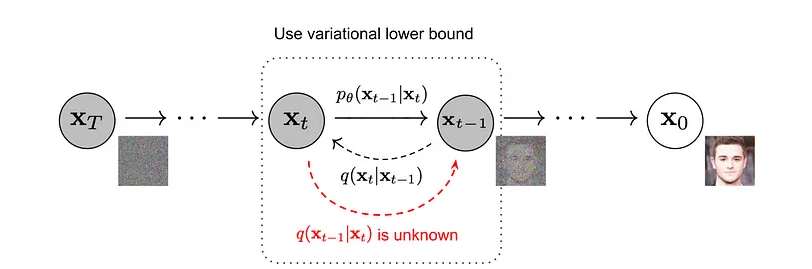 Use variational lower bound
x_T → ··· → x_t p_θ(x_{t−1}|x_t) x_{t−1} → ··· → x_0
q(x_t|x_{t−1})
q(x_{t−1}|x_t) is unknown